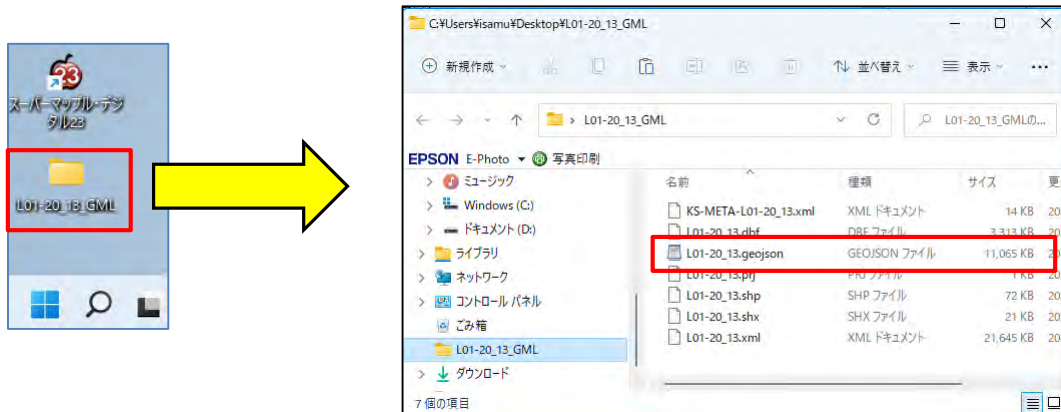 23
スーパーマップル・デジ
タル23
L01-20_13_GML
C:¥Users¥isamu¥Desktop¥L01-20_13_GML
新規作成
並べ替え
表示
L01-20_13_GML
L01-20_13_GMLの...
EPSON E-Photo 写真印刷
ミュージック
Windows (C:)
ドキュメント (D:)
ライブラリ
ネットワーク
コントロール パネル
ごみ箱
L01-20_13_GML
ダウンロード
名前 種類 サイズ 更
KS-META-L01-20_13.xml XML ドキュメント 14 KB 20
L01-20_13.dbf DBF ファイル 3,313 KB 20
L01-20_13.geojson GEOJSON ファイル 11,065 KB 20
L01-20_13.prj PRJ ファイル 1 KB 20
L01-20_13.shp SHP ファイル 72 KB 20
L01-20_13.shx SHX ファイル 21 KB 20
L01-20_13.xml XML ドキュメント 21,645 KB 20
7 個の項目